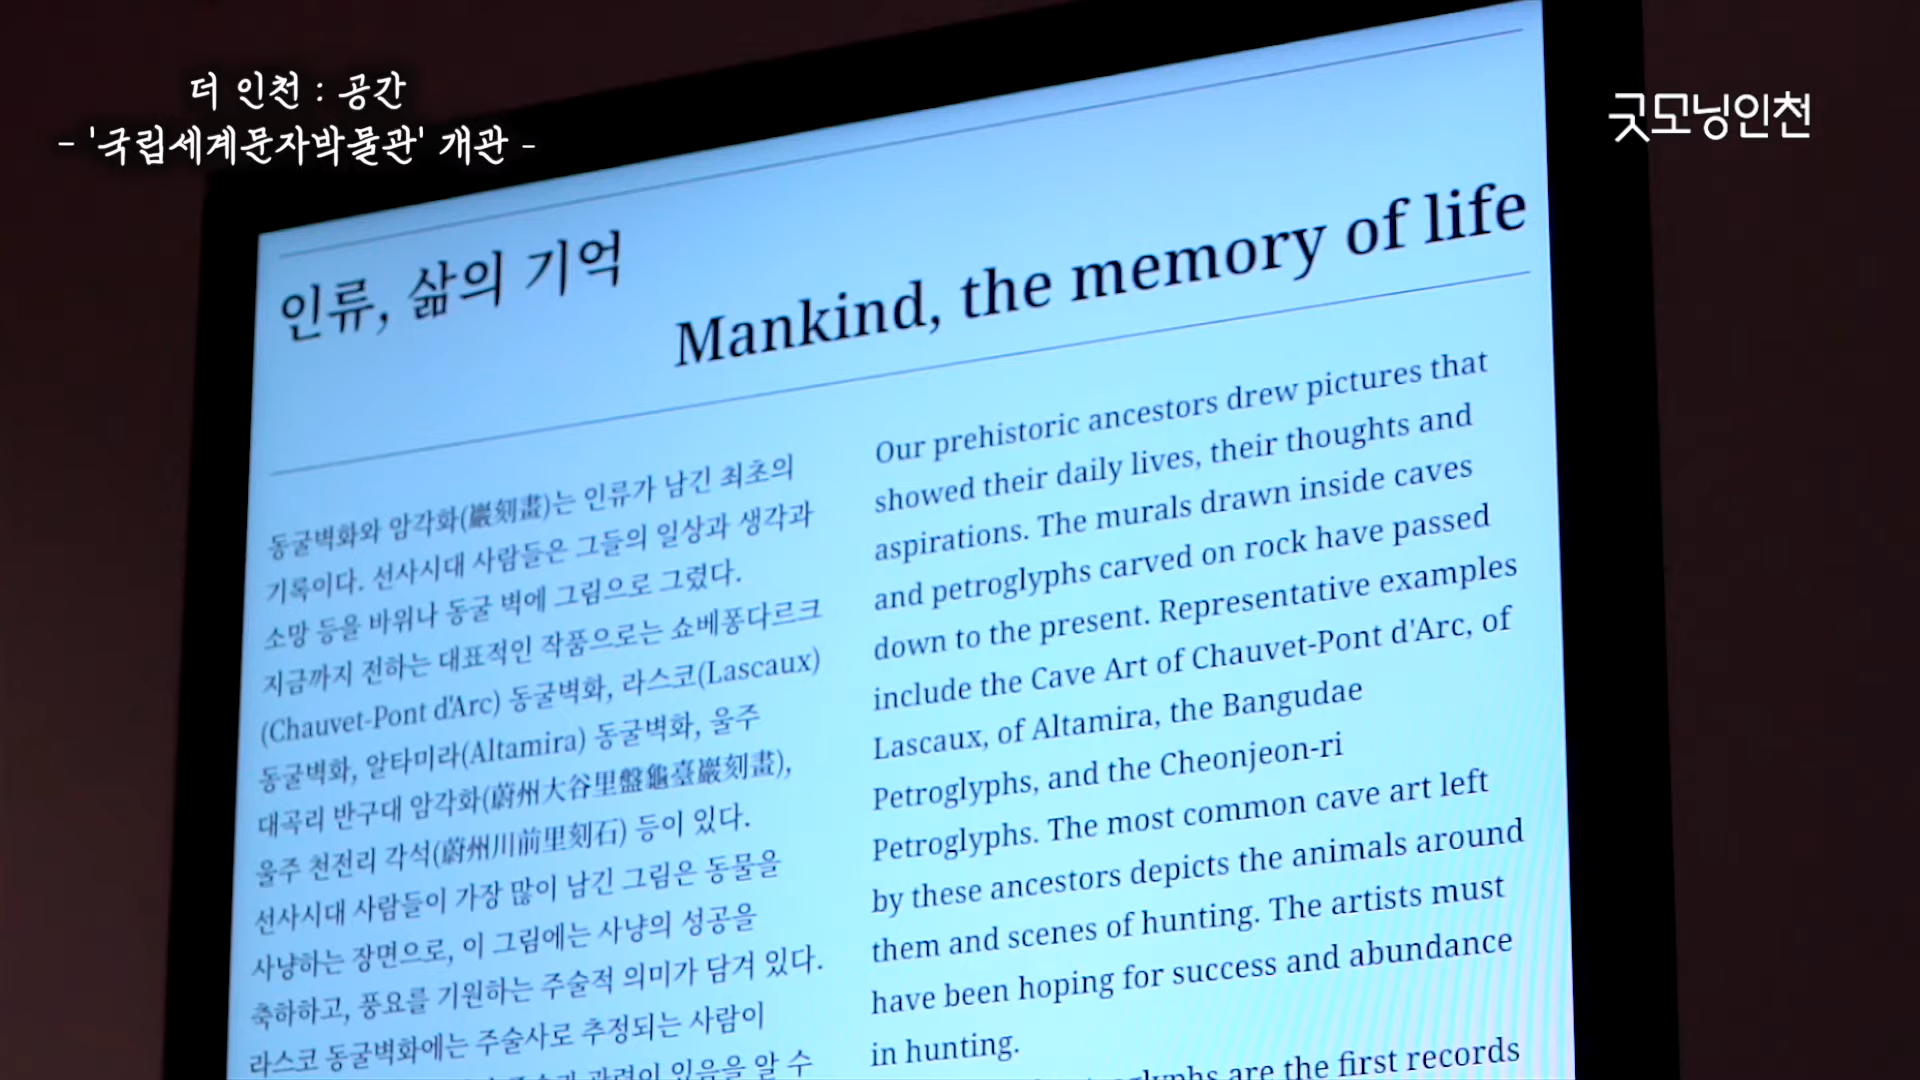 더 인천 : 공간
- '국립세계문자박물관' 개관 -
굿모닝인천
인류, 삶의 기억
Mankind, the memory of life
동굴벽화와 암각화(巖刻畫)는 인류가 남긴 최초의
기록이다. 선사시대 사람들은 그들의 일상과 생각과
소망 등을 바위나 동굴 벽에 그림으로 그렸다.
지금까지 전하는 대표적인 작품으로는 쇼베퐁다르크
(Chauvet-Pont d'Arc) 동굴벽화, 라스코(Lascaux)
동굴벽화, 알타미라(Altamira) 동굴벽화, 울주
대곡리 반구대 암각화(蔚州大谷里盤龜臺巖刻畫),
울주 천전리 각석(蔚州川前里刻石) 등이 있다.
선사시대 사람들이 가장 많이 남긴 그림은 동물을
사냥하는 장면으로, 이 그림에는 사냥의 성공을
축하하고, 풍요를 기원하는 주술적 의미가 담겨 있다.
라스코 동굴벽화에는 주술사로 추정되는 사람이
관련이 있음을 알 수
Our prehistoric ancestors drew pictures that
showed their daily lives, their thoughts and
aspirations. The murals drawn inside caves
and petroglyphs carved on rock have passed
down to the present. Representative examples
include the Cave Art of Chauvet-Pont d'Arc, of
Lascaux, of Altamira, the Bangudae
Petroglyphs, and the Cheonjeon-ri
Petroglyphs. The most common cave art left
by these ancestors depicts the animals around
them and scenes of hunting. The artists must
have been hoping for success and abundance
in hunting.
are the first records